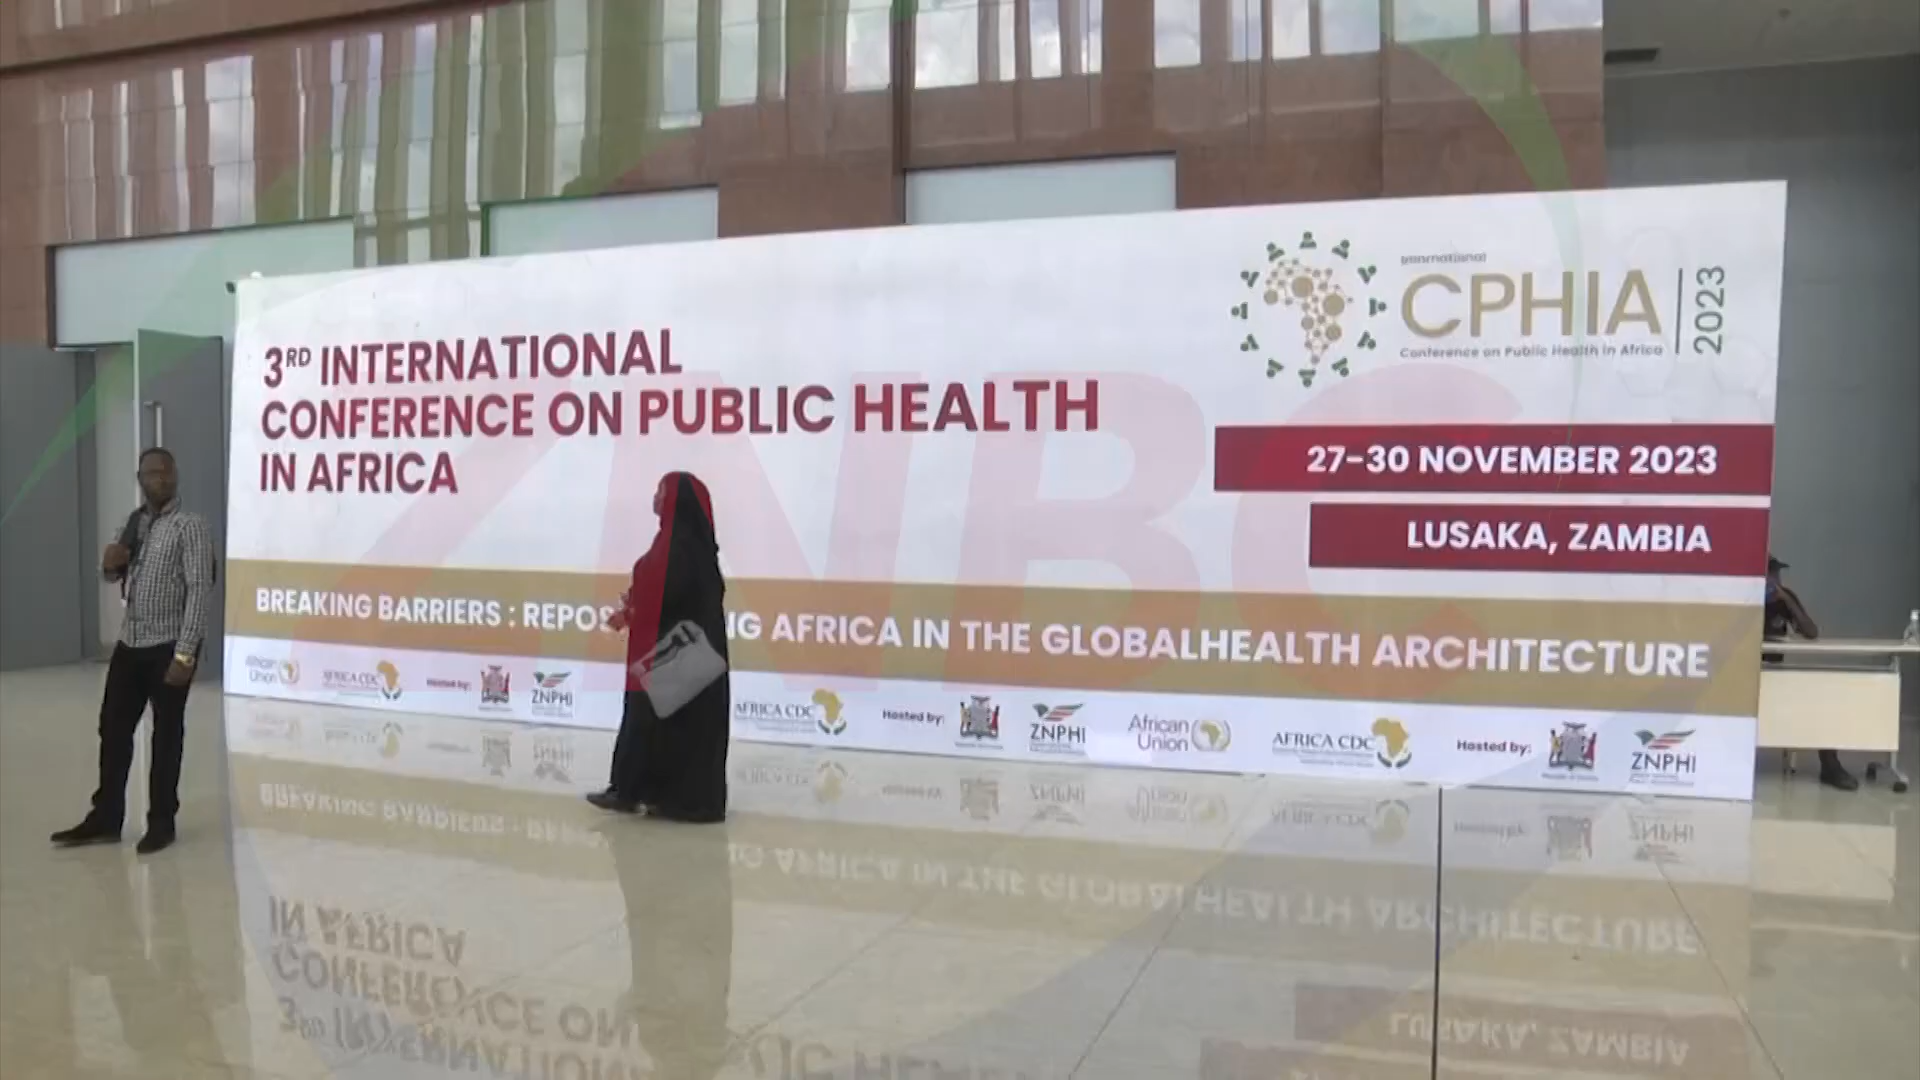 3RD INTERNATIONAL
CONFERENCE ON PUBLIC HEALTH
IN AFRICA
International
CPHIA
Conference on Public Health in Africa
2023
27-30 NOVEMBER 2023
LUSAKA, ZAMBIA
BREAKING BARRIERS : REPOS NG AFRICA IN THE GLOBALHEALTH ARCHITECTURE
African Union
AFRICA CDC
Hosted by:
ZNPHI
AFRICA CDC
Hosted by:
ZNPHI
African Union
AFRICA CDC
Hosted by:
ZNPHI
ZNBC